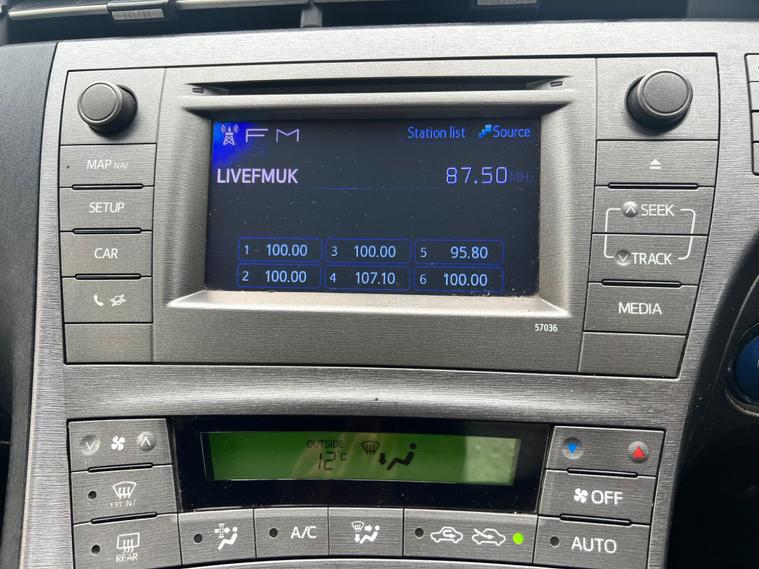 FM Station list Source
MAP NAV
LIVEFMUK 87.50 MHz
SETUP
SEEK
CAR
1 100.00 3 100.00 5 95.80
TRACK
2 100.00 4 107.10 6 100.00
MEDIA
57036
OUTSIDE
12°C
FRONT
OFF
REAR
A/C
AUTO